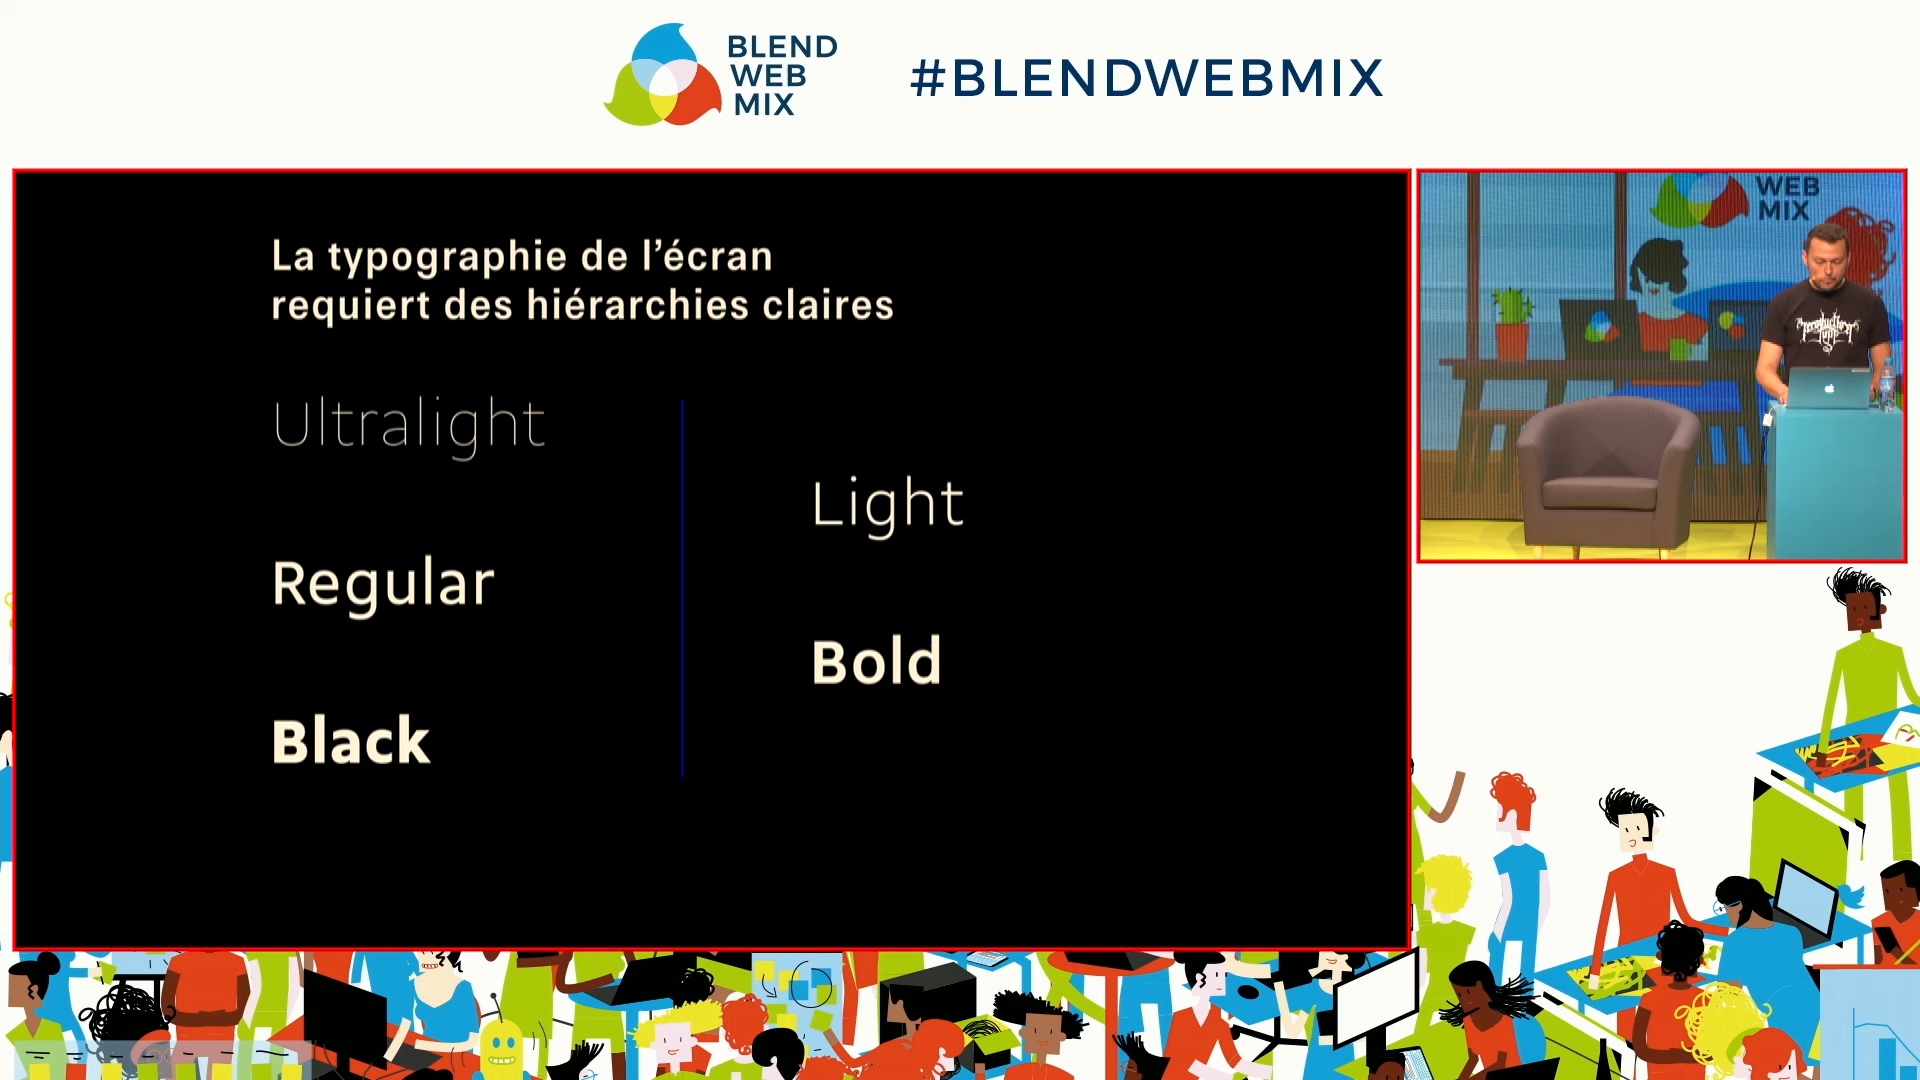 BLEND
WEB
MIX
#BLENDWEBMIX
La typographie de l’écran
requiert des hiérarchies claires
Ultralight
Light
Regular
Bold
Black
WEB
MIX